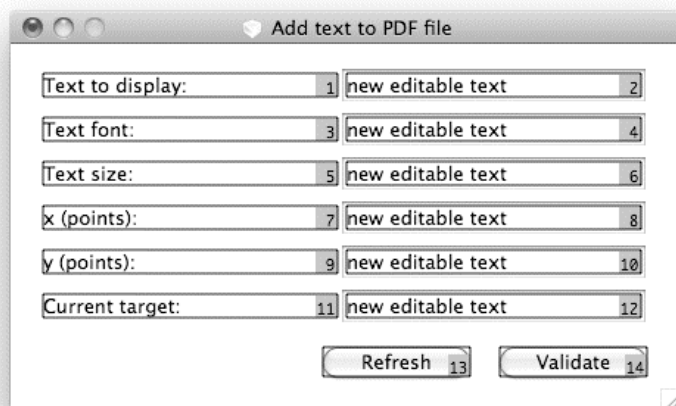 Add text to PDF file
Text to display: 1 new editable text 2
Text font: 3 new editable text 4
Text size: 5 new editable text 6
x (points): 7 new editable text 8
y (points): 9 new editable text 10
Current target: 11 new editable text 12
Refresh 13 Validate 14